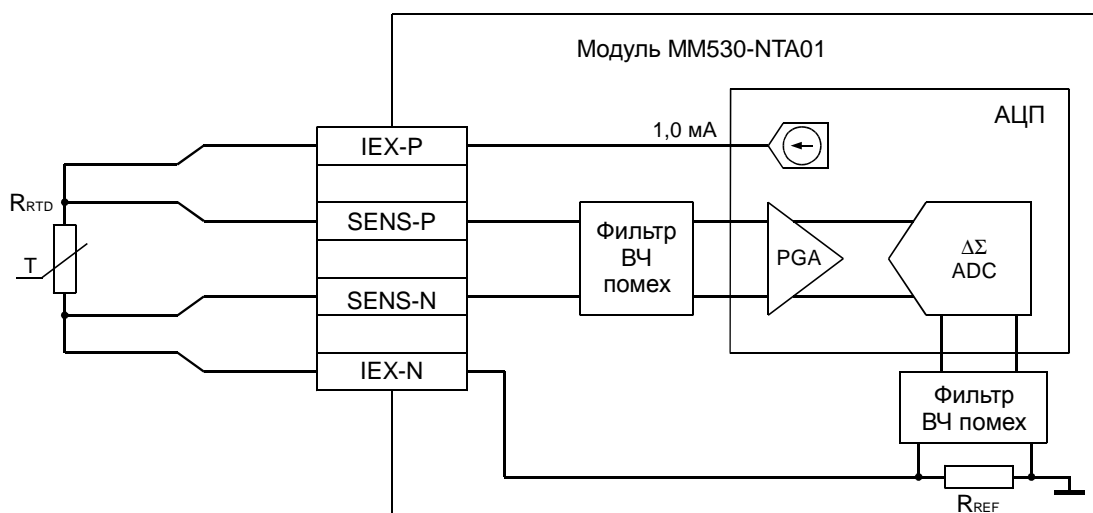 Модуль MM530-NTA01
АЦП
1,0 мА
IEX-P
RRTD
SENS-P
Фильтр
ВЧ
помех
PGA
ΔΣ
ADC
T
SENS-N
IEX-N
Фильтр
ВЧ помех
RREF